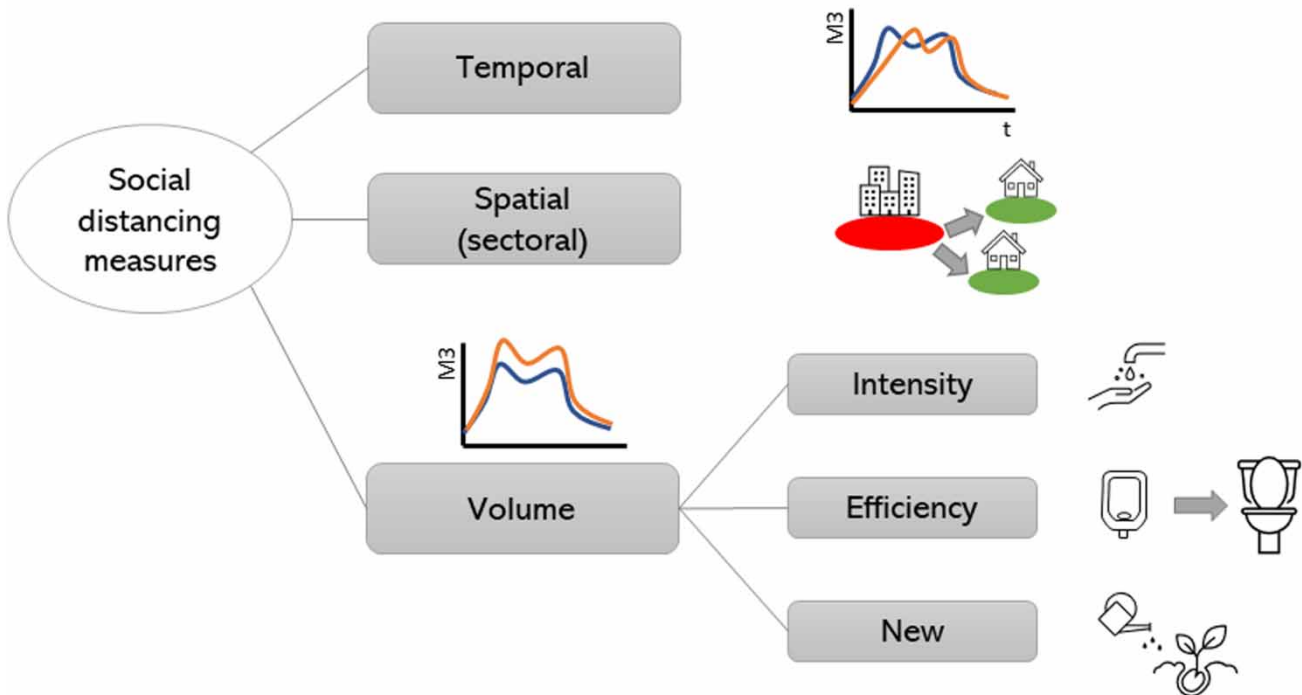 Temporal
M3
t
Social
distancing
measures
Spatial
(sectoral)
M3
Volume
Intensity
Efficiency
New